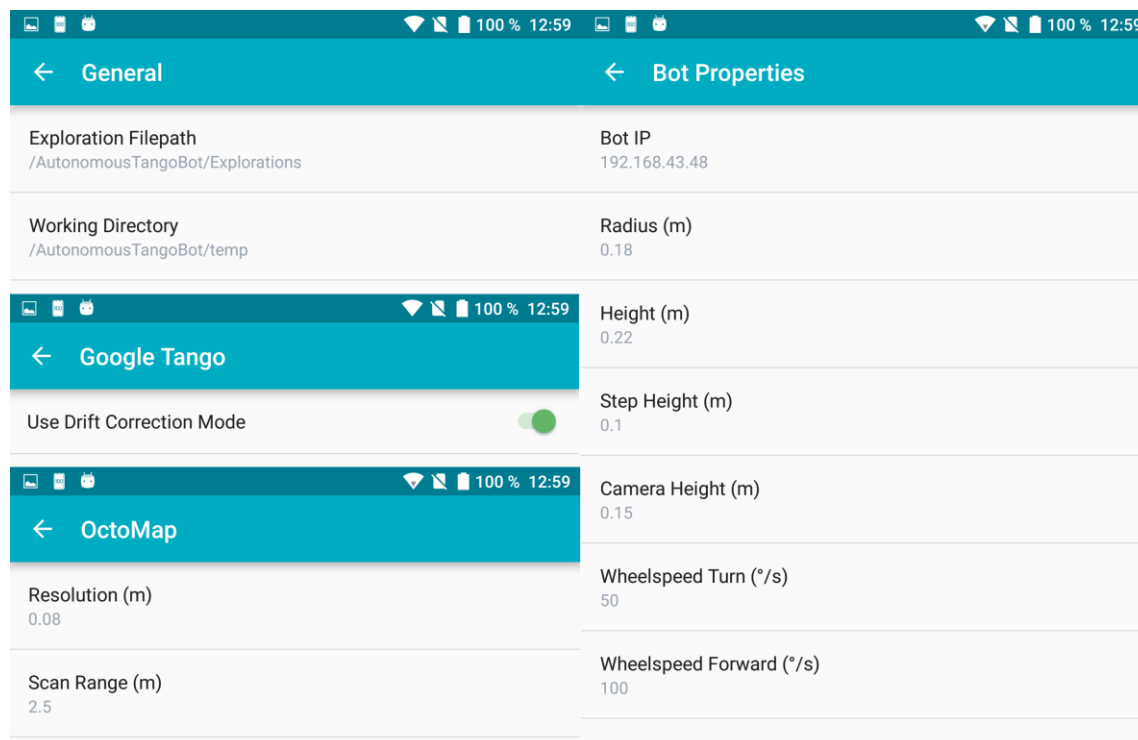 100 % 12:59
General
Exploration Filepath
/AutonomousTangoBot/Explorations
Working Directory
/AutonomousTangoBot/temp
100 % 12:59
Google Tango
Use Drift Correction Mode
100 % 12:59
OctoMap
Resolution (m)
0.08
Scan Range (m)
2.5
100 % 12:59
Bot Properties
Bot IP
192.168.43.48
Radius (m)
0.18
Height (m)
0.22
Step Height (m)
0.1
Camera Height (m)
0.15
Wheelspeed Turn (°/s)
50
Wheelspeed Forward (°/s)
100